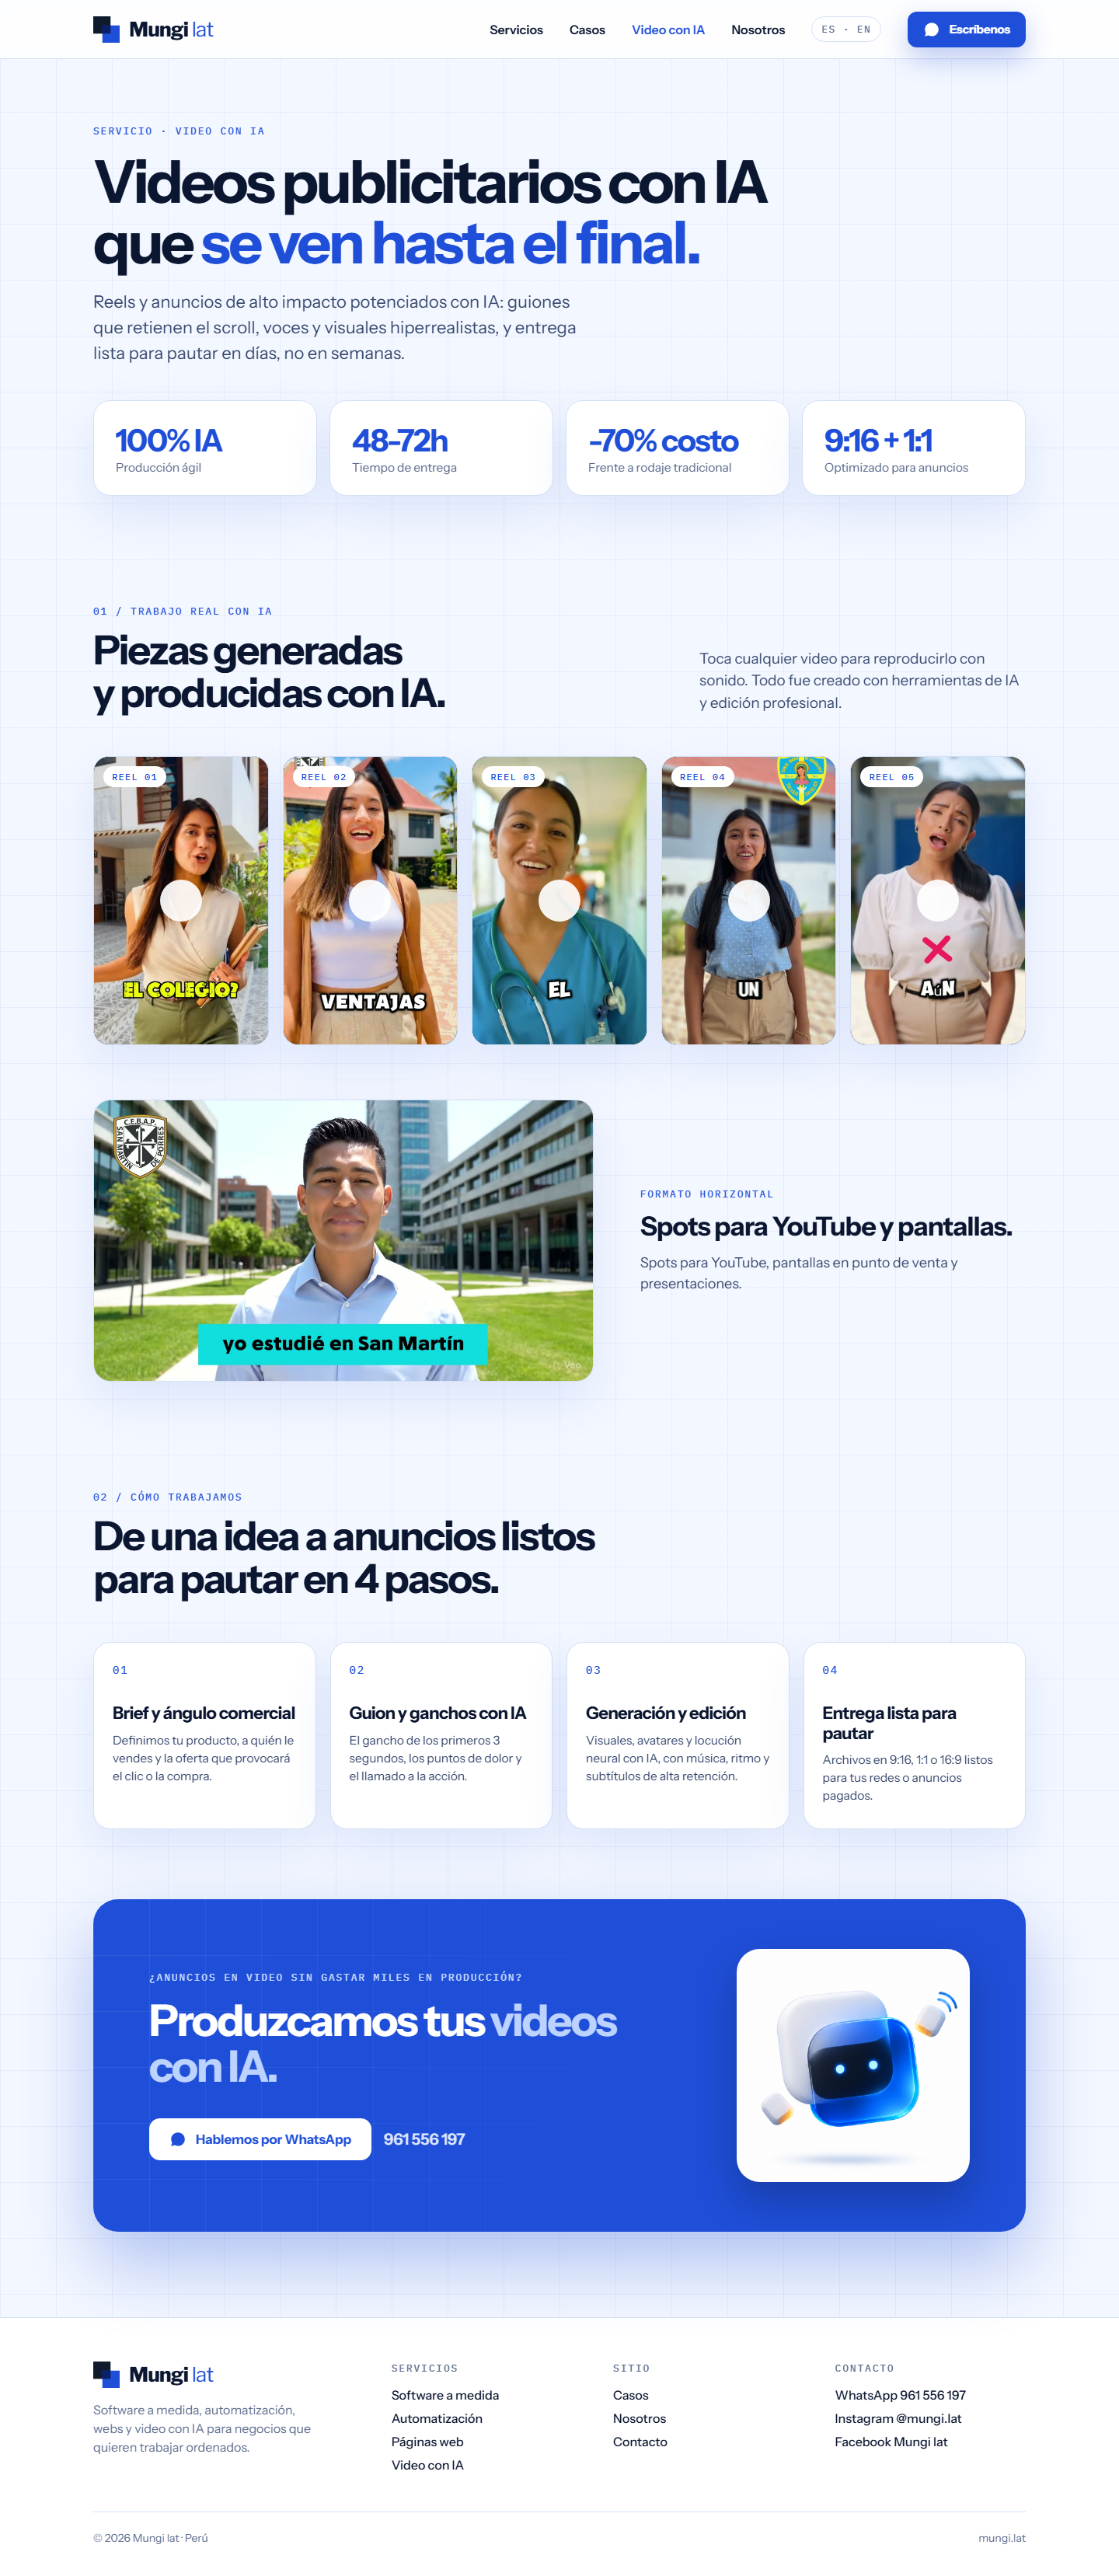 Mungi lat
Servicios
Casos
Video con IA
Nosotros
ES · EN
Escríbenos
SERVICIO · VIDEO CON IA
Videos publicitarios con IA
que se ven hasta el final.
Reels y anuncios de alto impacto potenciados con IA: guiones
que retienen el scroll, voces y visuales hiperrealistas, y entrega
lista para pautar en días, no en semanas.
100% IA
Producción ágil
48-72h
Tiempo de entrega
-70% costo
Frente a rodaje tradicional
9:16 + 1:1
Optimizado para anuncios
01 / TRABAJO REAL CON IA
Piezas generadas
y producidas con IA.
Toca cualquier video para reproducirlo con
sonido. Todo fue creado con herramientas de IA
y edición profesional.
REEL 01
EL COLEGIO?
REEL 02
VENTAJAS
REEL 03
EL
REEL 04
UN
REEL 05
AÚN
C.E.B.A.P.
SAN MARTIN
DE PORRES
yo estudié en San Martín
Veo
FORMATO HORIZONTAL
Spots para YouTube y pantallas.
Spots para YouTube, pantallas en punto de venta y
presentaciones.
02 / CÓMO TRABAJAMOS
De una idea a anuncios listos
para pautar en 4 pasos.
01
Brief y ángulo comercial
Definimos tu producto, a quién le
vendes y la oferta que provocará
el clic o la compra.
02
Guion y ganchos con IA
El gancho de los primeros 3
segundos, los puntos de dolor y
el llamado a la acción.
03
Generación y edición
Visuales, avatares y locución
neural con IA, con música, ritmo y
subtítulos de alta retención.
04
Entrega lista para
pautar
Archivos en 9:16, 1:1 o 16:9 listos
para tus redes o anuncios
pagados.
¿ANUNCIOS EN VIDEO SIN GASTAR MILES EN PRODUCCIÓN?
Produzcamos tus videos
con IA.
Hablemos por WhatsApp
961 556 197
Mungi lat
Software a medida, automatización,
webs y video con IA para negocios que
quieren trabajar ordenados.
SERVICIOS
Software a medida
Automatización
Páginas web
Video con IA
SITIO
Casos
Nosotros
Contacto
CONTACTO
WhatsApp 961 556 197
Instagram @mungi.lat
Facebook Mungi lat
© 2026 Mungi lat · Perú
mungi.lat